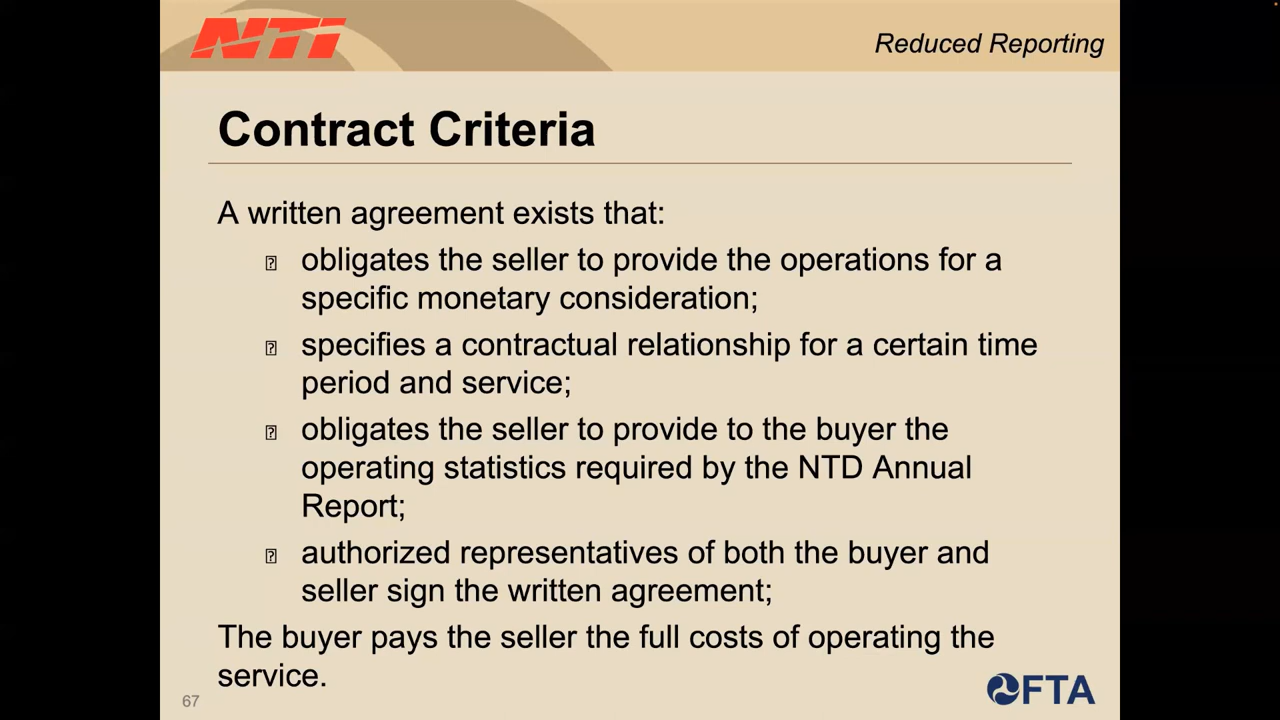 NTI
Reduced Reporting
Contract Criteria
A written agreement exists that:
obligates the seller to provide the operations for a
specific monetary consideration;
specifies a contractual relationship for a certain time
period and service;
obligates the seller to provide to the buyer the
operating statistics required by the NTD Annual
Report;
authorized representatives of both the buyer and
seller sign the written agreement;
The buyer pays the seller the full costs of operating the
service.
67
FTA